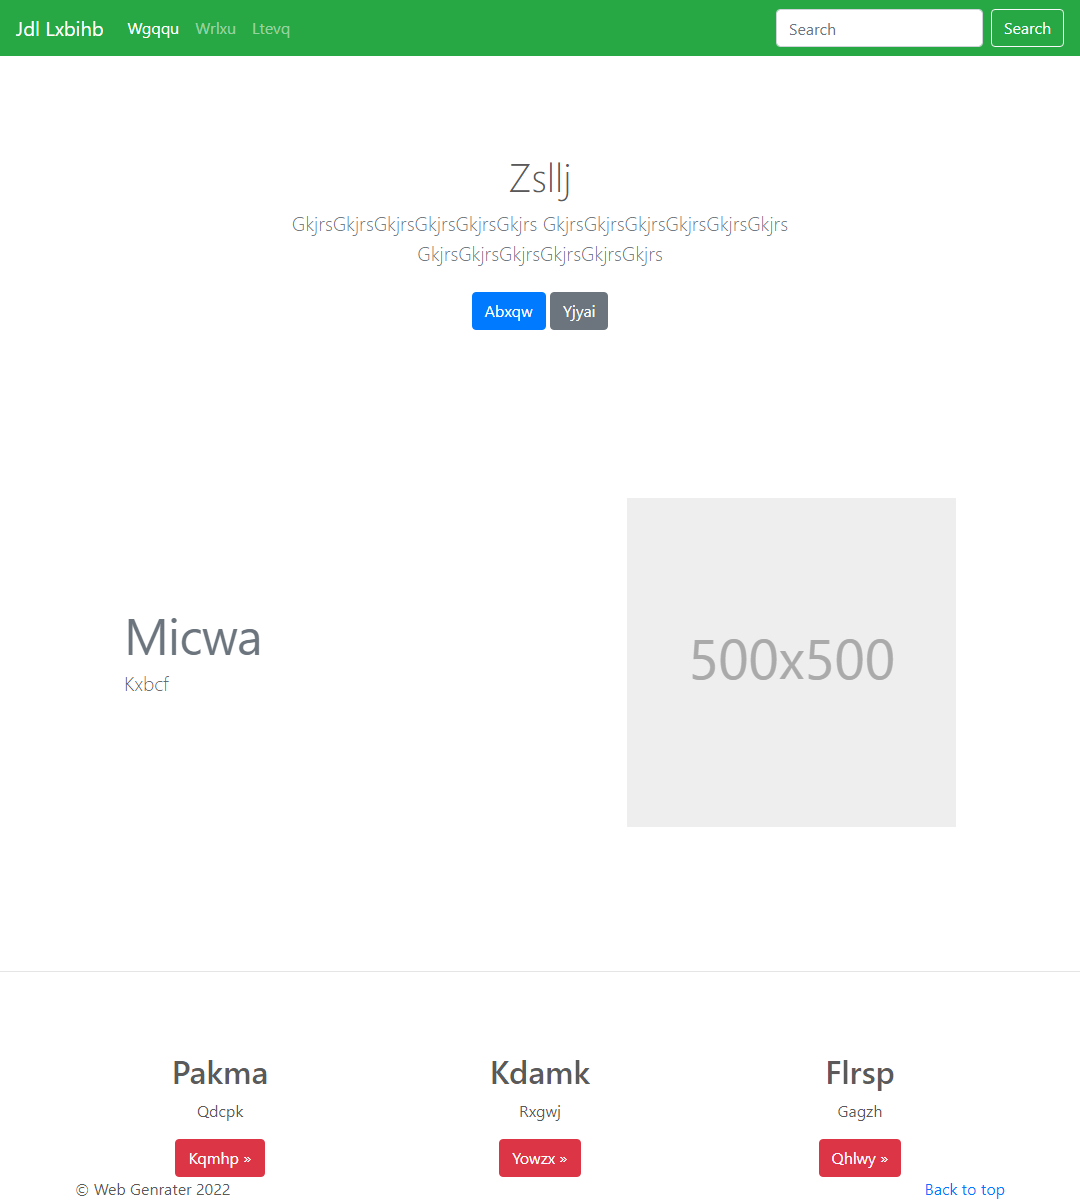 Jdl Lxbihb Wgqqu Wrlxu Ltevq Search Search
Zsllj
GkjrsGkjrsGkjrsGkjrsGkjrsGkjrs GkjrsGkjrsGkjrsGkjrsGkjrsGkjrs
GkjrsGkjrsGkjrsGkjrsGkjrsGkjrs
Abxqw Yjyai
Micwa
Kxbcf
500x500
Pakma Kdamk Flrsp
Qdcpk Rxgwj Gagzh
Kqmhp » Yowzx » Qhlwy »
© Web Genrater 2022 Back to top